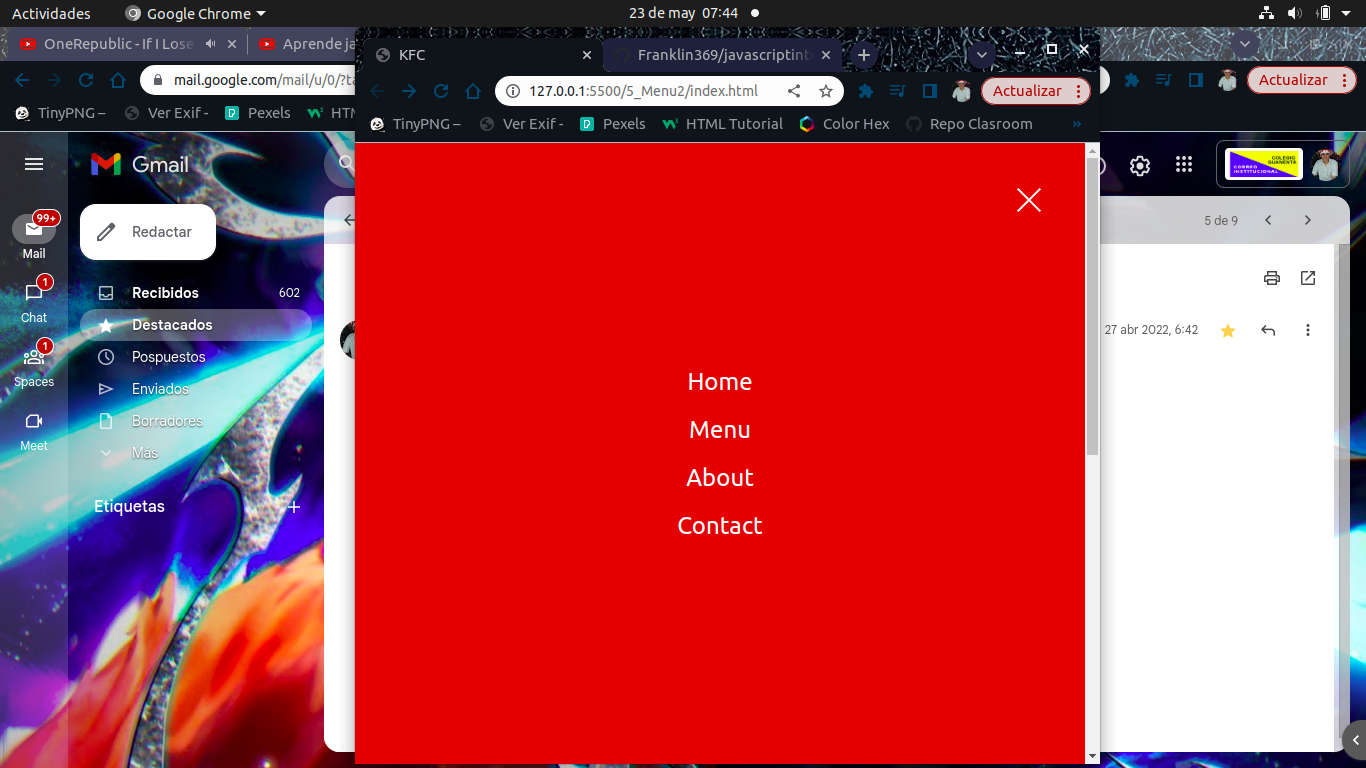 Actividades
Google Chrome
23 de may 07:44
OneRepublic - If I Lose
Aprende ja
KFC
Franklin369/javascriptint
mail.google.com/mail/u/0/?ta
127.0.0.1:5500/5_Menu2/index.html
Actualizar
Actualizar
TinyPNG –
Ver Exif -
Pexels
HTM
TinyPNG –
Ver Exif -
Pexels
HTML Tutorial
Color Hex
Repo Clasroom
»
Gmail
COLEGIO
GUANENTA
CORREO
INSTITUCIONAL
99+
Mail
Redactar
5 de 9
1
Chat
Recibidos
602
Destacados
27 abr 2022, 6:42
1
Spaces
Pospuestos
Enviados
Meet
Borradores
Más
Etiquetas
Home
Menu
About
Contact